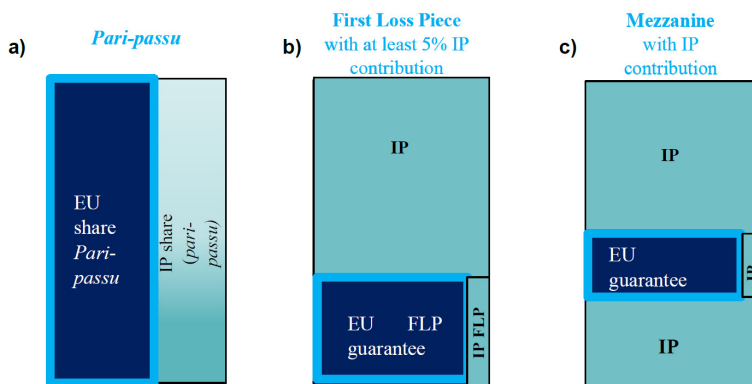 a)
Pari-passu
EU
share
Pari-
passu
IP share
(pari-
passu)
b)
First Loss Piece
with at least 5% IP
contribution
IP
EU FLP
guarantee
IP FLP
c)
Mezzanine
with IP
contribution
IP
EU
guarantee
IP
IP